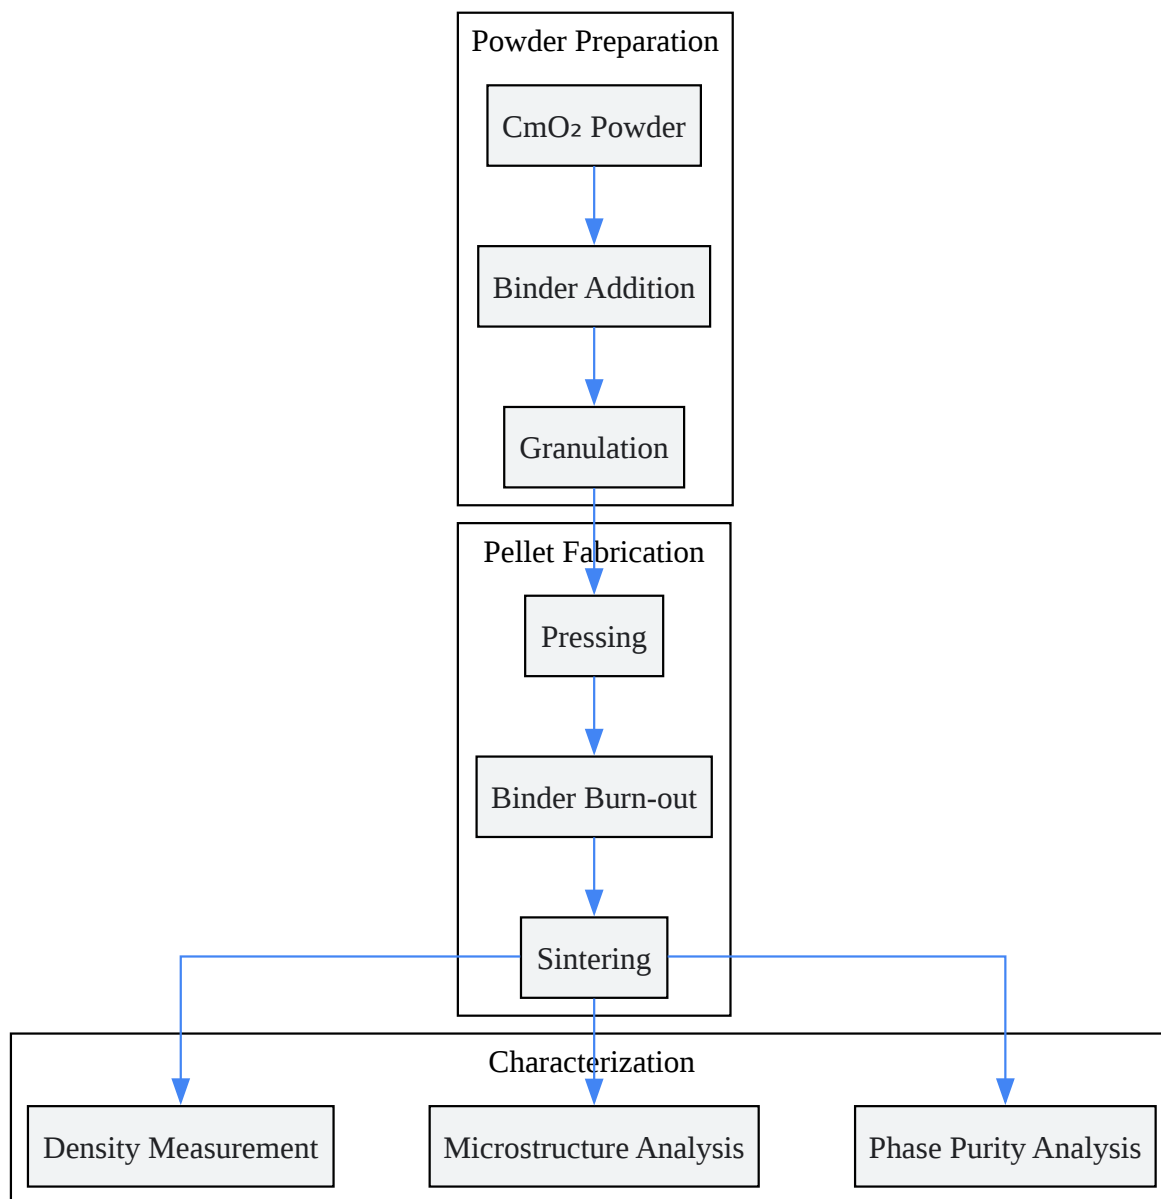 Powder Preparation
CmO₂ Powder
Binder Addition
Granulation
Pellet Fabrication
Pressing
Binder Burn-out
Sintering
Characterization
Density Measurement
Microstructure Analysis
Phase Purity Analysis